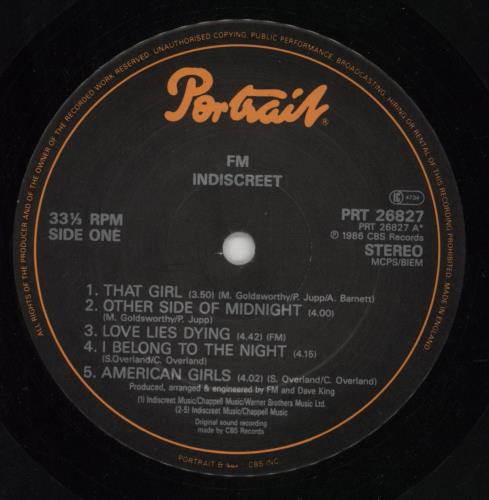 ALL RIGHTS OF THE PRODUCER AND OF THE OWNER OF THE RECORDED WORK RESERVED. UNAUTHORISED COPYING, PUBLIC PERFORMANCE, BROADCASTING, HIRING OR RENTAL OF THIS RECORDING PROHIBITED. MADE IN ENGLAND.
Portrait®
FM
INDISCREET
33⅓ RPM
SIDE ONE
4734
PRT 26827
PRT 26827 A*
℗ 1986 CBS Records
STEREO
MCPS/BIEM
1. THAT GIRL (3.50) (M. Goldsworthy/P. Jupp/A. Barnett)
2. OTHER SIDE OF MIDNIGHT (4.00)
(M. Goldsworthy/P. Jupp)
3. LOVE LIES DYING (4.42) (FM)
4. I BELONG TO THE NIGHT (4.15)
(S.Overland/C. Overland)
5. AMERICAN GIRLS (4.02) (S. Overland/C. Overland)
Produced, arranged & engineered by FM and Dave King
(1) Indiscreet Music/Chappell Music/Warner Brothers Music Ltd.
(2-5) Indiscreet Music/Chappell Music
Original sound recording
made by CBS Records
PORTRAIT & CBS INC.